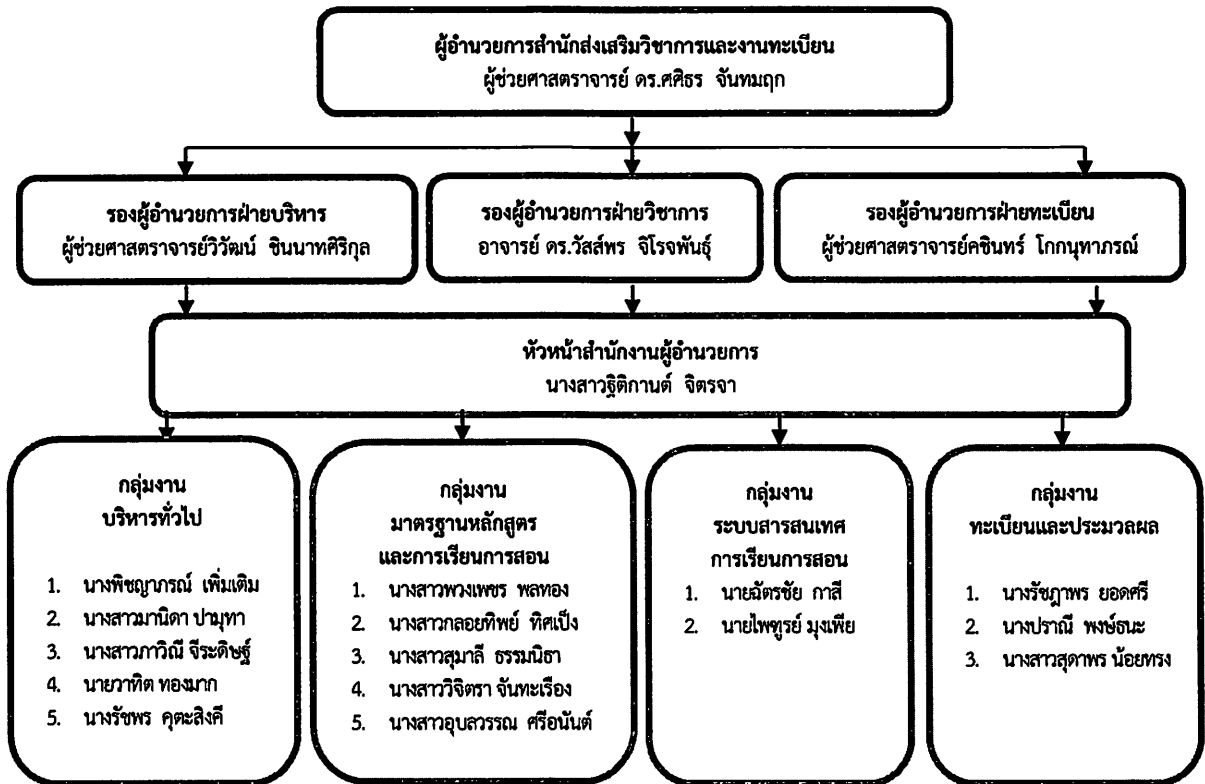 ผู้อำนวยการสำนักส่งเสริมวิชาการและงานทะเบียน
ผู้ช่วยศาสตราจารย์ ดร.ศศิธร จันทมฤก
รองผู้อำนวยการฝ่ายบริหาร
ผู้ช่วยศาสตราจารย์วิวัฒน์ ชินนาทศิริกุล
รองผู้อำนวยการฝ่ายวิชาการ
อาจารย์ ดร.วัสส์พร จิโรจพันธุ์
รองผู้อำนวยการฝ่ายทะเบียน
ผู้ช่วยศาสตราจารย์คชินทร์ โกกนุทาภรณ์
หัวหน้าสำนักงานผู้อำนวยการ
นางสาวฐิติกานต์ จิตรจา
กลุ่มงาน
บริหารทั่วไป
1. นางพิชญาภรณ์ เพิ่มเติม
2. นางสาวมานิดา ปามุทา
3. นางสาวภาวิณี จีระดิษฐ์
4. นายวาทิต ทองมาก
5. นางรัชพร คุตะสิงคี
กลุ่มงาน
มาตรฐานหลักสูตร
และการเรียนการสอน
1. นางสาวพวงเพชร พลทอง
2. นางสาวกลอยทิพย์ ทิศเป็ง
3. นางสาวสุมาลี ธรรมนิธา
4. นางสาววิจิตรา จันทะเรือง
5. นางสาวอุบลวรรณ ศรีอนันต์
กลุ่มงาน
ระบบสารสนเทศ
การเรียนการสอน
1. นายฉัตรชัย กาสี
2. นายไพฑูรย์ มุงเพีย
กลุ่มงาน
ทะเบียนและประมวลผล
1. นางรัชฎาพร ยอดศรี
2. นางปราณี พงษ์ธนะ
3. นางสาวสุดาพร น้อยทรง